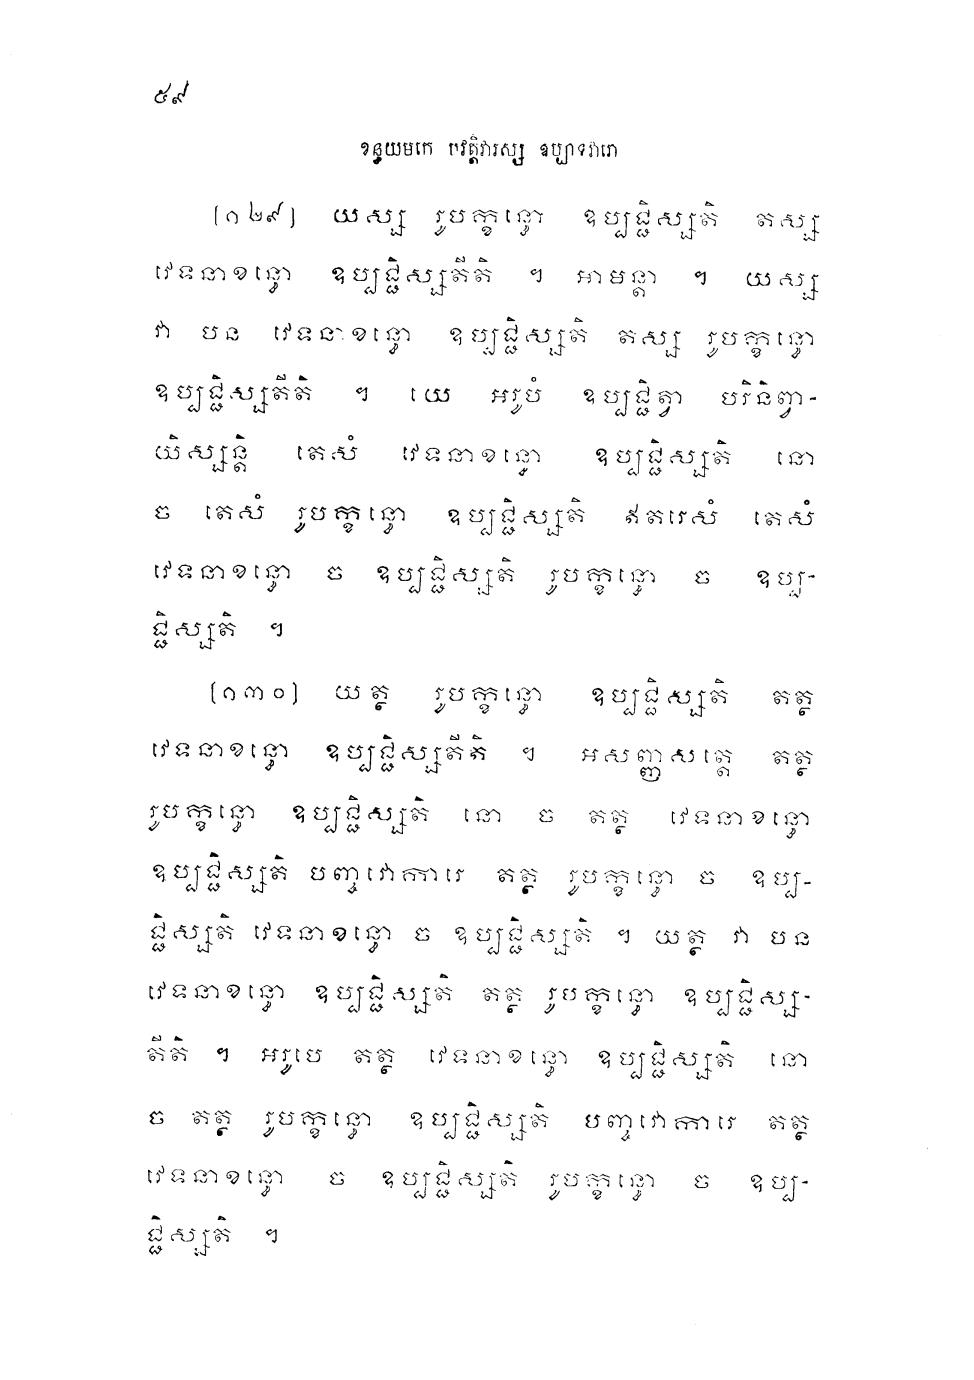 ៥៩
ខន្ធយមកេ បវត្តិវារស្ស ឧប្បាទវារោ
[១២៩] យស្ស រូបក្ខន្ធោ ឧប្បជ្ជិស្សតិ តស្ស
វេទនាខន្ធោ ឧប្បជ្ជិស្សតីតិ ។ អាមន្តា ។ យស្ស
វា បន វេទនាខន្ធោ ឧប្បជ្ជិស្សតិ តស្ស រូបក្ខន្ធោ
ឧប្បជ្ជិស្សតីតិ ។ យេ អរូបំ ឧប្បជ្ជិត្វា បរិនិព្វា-
យិស្សន្តិ តេសំ វេទនាខន្ធោ ឧប្បជ្ជិស្សតិ នោ
ច តេសំ រូបក្ខន្ធោ ឧប្បជ្ជិស្សតិ ឥតរេសំ តេសំ
វេទនាខន្ធោ ច ឧប្បជ្ជិស្សតិ រូបក្ខន្ធោ ច ឧប្ប-
ជ្ជិស្សតិ ។
[១៣០] យត្ថ រូបក្ខន្ធោ ឧប្បជ្ជិស្សតិ តត្ថ
វេទនាខន្ធោ ឧប្បជ្ជិស្សតីតិ ។ អសញ្ញសត្តេ តត្ថ
រូបក្ខន្ធោ ឧប្បជ្ជិស្សតិ នោ ច តត្ថ វេទនាខន្ធោ
ឧប្បជ្ជិស្សតិ បញ្ចវោការេ តត្ថ រូបក្ខន្ធោ ច ឧប្ប-
ជ្ជិស្សតិ វេទនាខន្ធោ ច ឧប្បជ្ជិស្សតិ ។ យត្ថ វា បន
វេទនាខន្ធោ ឧប្បជ្ជិស្សតិ តត្ថ រូបក្ខន្ធោ ឧប្បជ្ជិស្ស-
តីតិ ។ អរូបេ តត្ថ វេទនាខន្ធោ ឧប្បជ្ជិស្សតិ នោ
ច តត្ថ រូបក្ខន្ធោ ឧប្បជ្ជិស្សតិ បញ្ចវោការេ តត្ថ
វេទនាខន្ធោ ច ឧប្បជ្ជិស្សតិ រូបក្ខន្ធោ ច ឧប្ប-
ជ្ជិស្សតិ ។